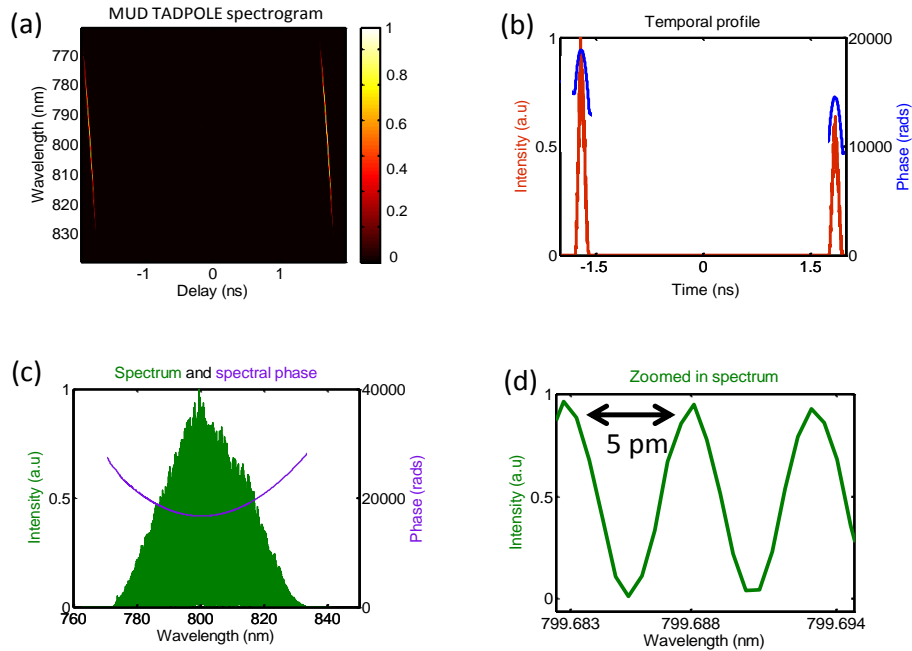 (a)
MUD TADPOLE spectrogram
Wavelength (nm)
770
780
790
800
810
820
830
-1
0
1
Delay (ns)
1
0.8
0.6
0.4
0.2
0
(b)
Temporal profile
Intensity (a.u)
1
0.5
0
-1.5
0
1.5
Time (ns)
20000
10000
0
Phase (rads)
(c)
Spectrum and spectral phase
Intensity (a.u)
1
0.5
0
760
780
800
820
840
Wavelength (nm)
40000
20000
0
Phase (rads)
(d)
Zoomed in spectrum
5 pm
Intensity (a.u)
1
0.5
0
799.683
799.688
799.694
Wavelength (nm)